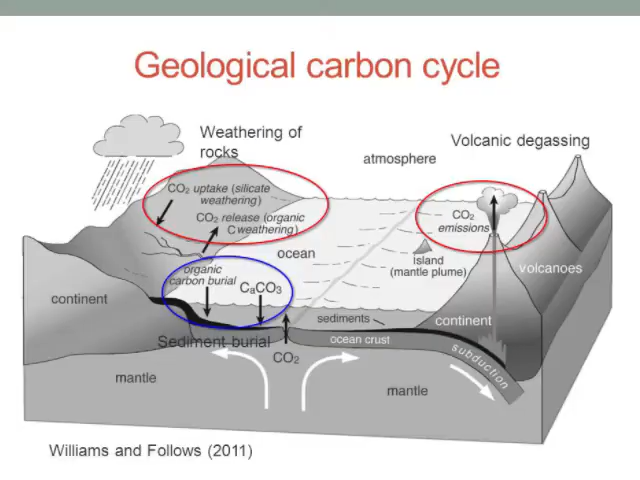 Geological carbon cycle
Weathering of
rocks
Volcanic degassing
atmosphere
CO2 uptake (silicate
weathering)
CO2 release (organic
C weathering)
CO2
emissions
ocean
island
(mantle plume)
volcanoes
organic
carbon burial
CaCO3
continent
sediments
continent
Sediment burial
ocean crust
subduction
CO2
mantle
mantle
Williams and Follows (2011)